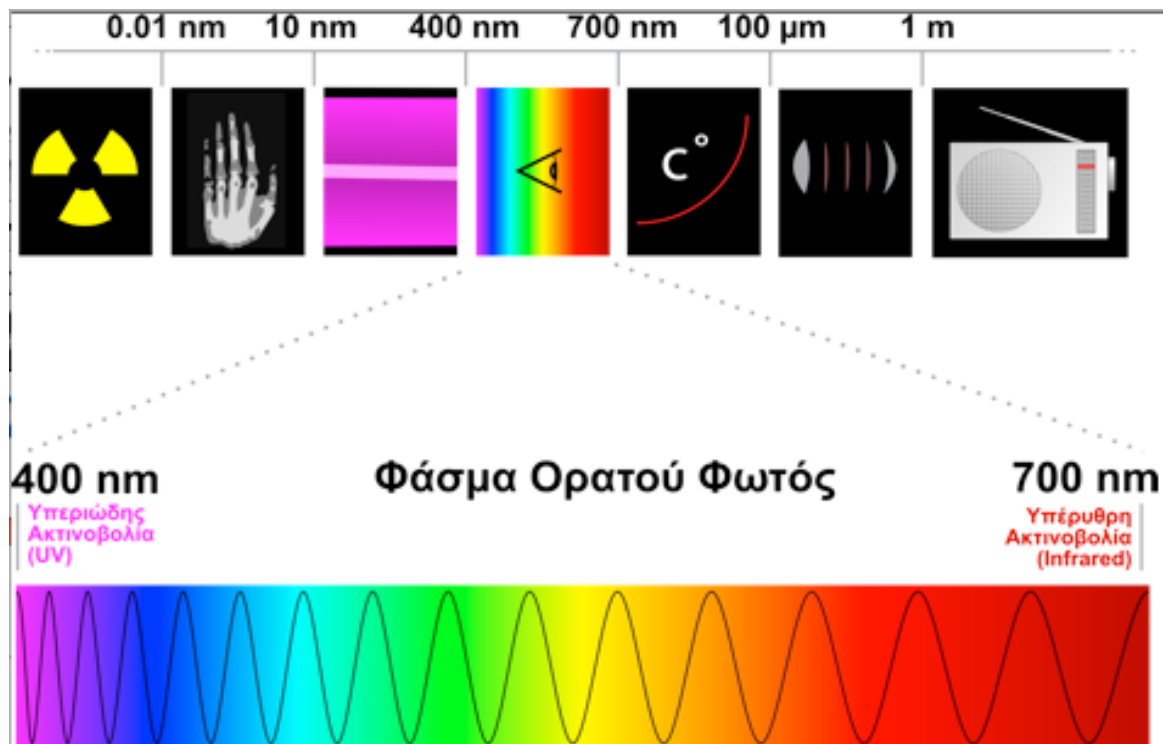 0.01 nm 10 nm 400 nm 700 nm 100 µm 1 m
C°
400 nm Φάσμα Ορατού Φωτός 700 nm
Υπεριώδης
Ακτινοβολία
(UV)
Υπέρυθρη
Ακτινοβολία
(Infrared)